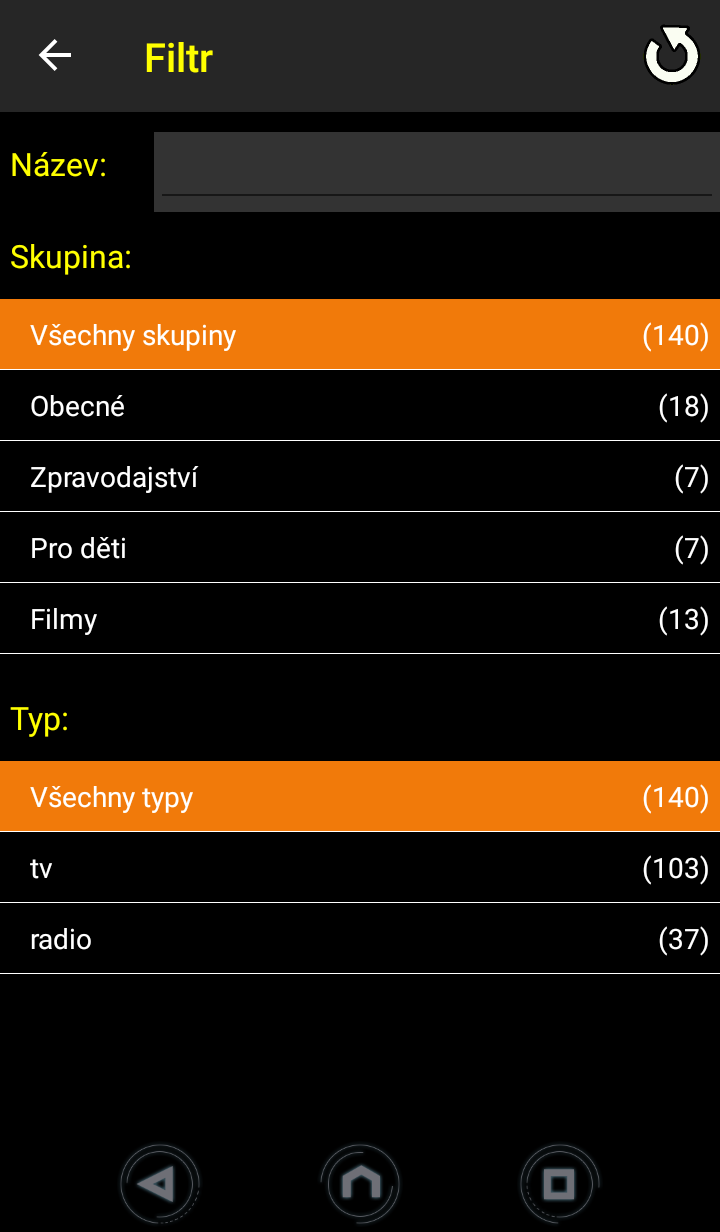 Filtr
Název:
Skupina:
Všechny skupiny (140)
Obecné (18)
Zpravodajství (7)
Pro děti (7)
Filmy (13)
Typ:
Všechny typy (140)
tv (103)
radio (37)